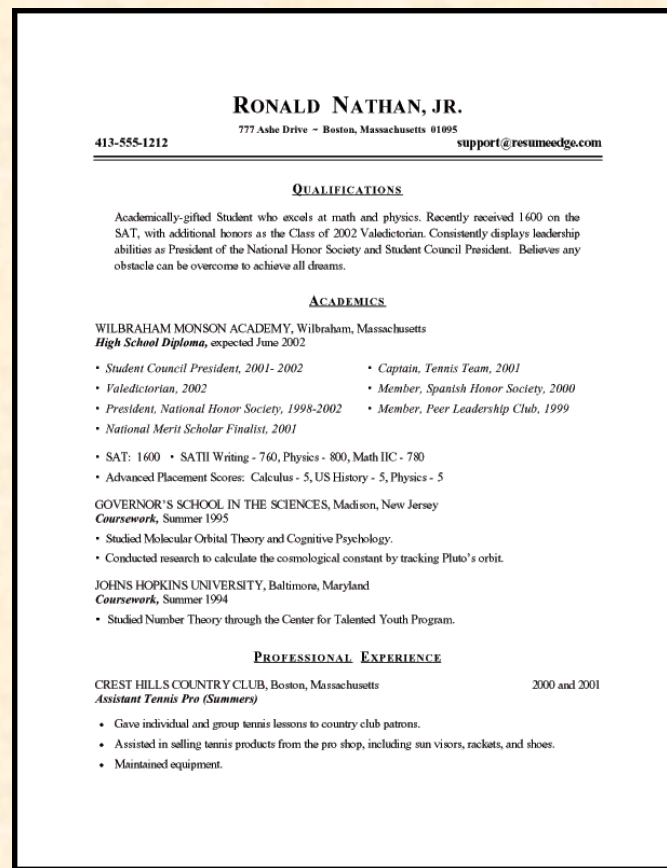 RONALD NATHAN, JR.
777 Ashe Drive ~ Boston, Massachusetts 01095
413-555-1212 support@resumeedge.com
QUALIFICATIONS
Academically-gifted Student who excels at math and physics. Recently received 1600 on the
SAT, with additional honors as the Class of 2002 Valedictorian. Consistently displays leadership
abilities as President of the National Honor Society and Student Council President. Believes any
obstacle can be overcome to achieve all dreams.
ACADEMICS
WILBRAHAM MONSON ACADEMY, Wilbraham, Massachusetts
High School Diploma, expected June 2002
• Student Council President, 2001- 2002 • Captain, Tennis Team, 2001
• Valedictorian, 2002 • Member, Spanish Honor Society, 2000
• President, National Honor Society, 1998-2002 • Member, Peer Leadership Club, 1999
• National Merit Scholar Finalist, 2001
• SAT: 1600 • SATII Writing - 760, Physics - 800, Math IIC - 780
• Advanced Placement Scores: Calculus - 5, US History - 5, Physics - 5
GOVERNOR'S SCHOOL IN THE SCIENCES, Madison, New Jersey
Coursework, Summer 1995
• Studied Molecular Orbital Theory and Cognitive Psychology.
• Conducted research to calculate the cosmological constant by tracking Pluto's orbit.
JOHNS HOPKINS UNIVERSITY, Baltimore, Maryland
Coursework, Summer 1994
• Studied Number Theory through the Center for Talented Youth Program.
PROFESSIONAL EXPERIENCE
CREST HILLS COUNTRY CLUB, Boston, Massachusetts 2000 and 2001
Assistant Tennis Pro (Summers)
• Gave individual and group tennis lessons to country club patrons.
• Assisted in selling tennis products from the pro shop, including sun visors, rackets, and shoes.
• Maintained equipment.